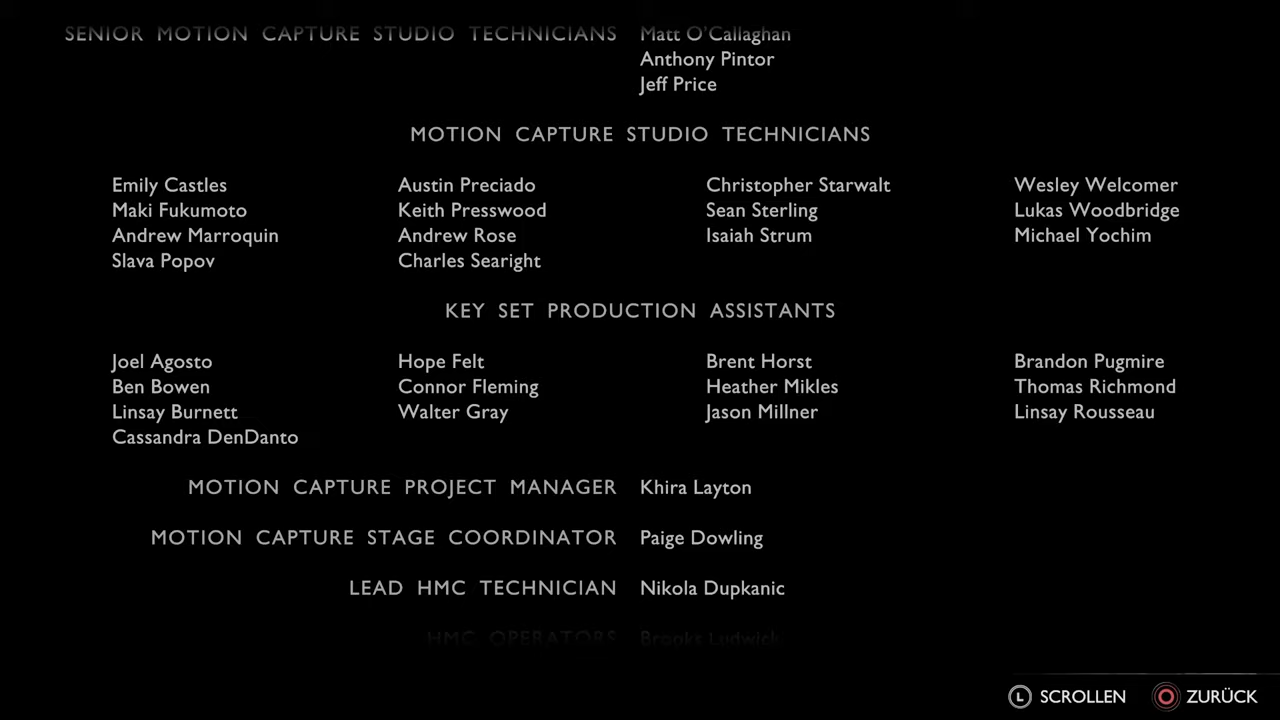 SENIOR MOTION CAPTURE STUDIO TECHNICIANS Matt O'Callaghan
Anthony Pintor
Jeff Price
MOTION CAPTURE STUDIO TECHNICIANS
Emily Castles Austin Preciado Christopher Starwalt Wesley Welcomer
Maki Fukumoto Keith Presswood Sean Sterling Lukas Woodbridge
Andrew Marroquin Andrew Rose Isaiah Strum Michael Yochim
Slava Popov Charles Searight
KEY SET PRODUCTION ASSISTANTS
Joel Agosto Hope Felt Brent Horst Brandon Pugmire
Ben Bowen Connor Fleming Heather Mikles Thomas Richmond
Linsay Burnett Walter Gray Jason Millner Linsay Rousseau
Cassandra DenDanto
MOTION CAPTURE PROJECT MANAGER Khira Layton
MOTION CAPTURE STAGE COORDINATOR Paige Dowling
LEAD HMC TECHNICIAN Nikola Dupkanic
HMC OPERATORS Brooks Ludwick
L SCROLLEN ZURÜCK